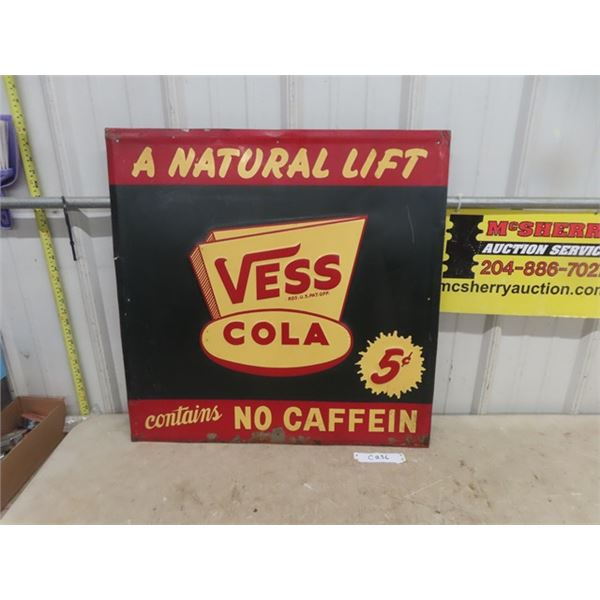 A NATURAL LIFT
VESS
REG. U.S. PAT. OFF.
COLA
5¢
contains NO CAFFEIN
McSHERRY
AUCTION SERVICE
204-886-702
mcsherryauction.com